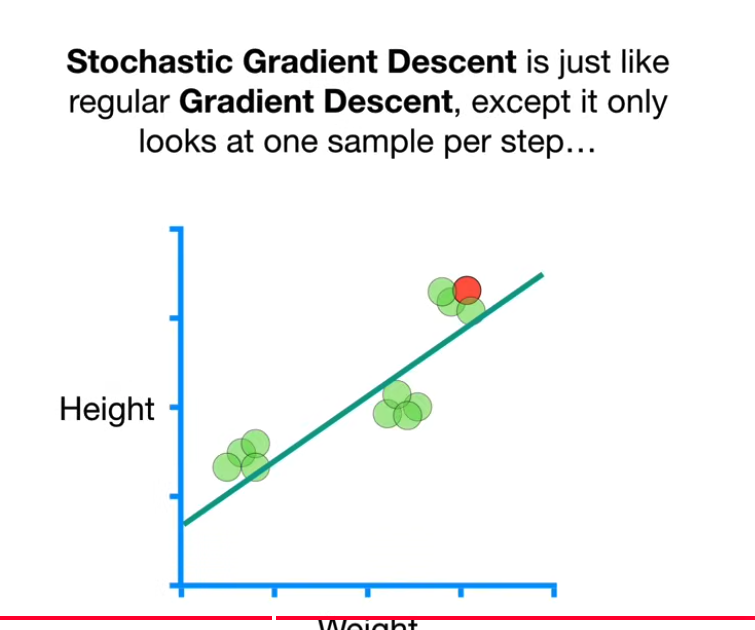 Stochastic Gradient Descent is just like
regular Gradient Descent, except it only
looks at one sample per step…
Height
Weight